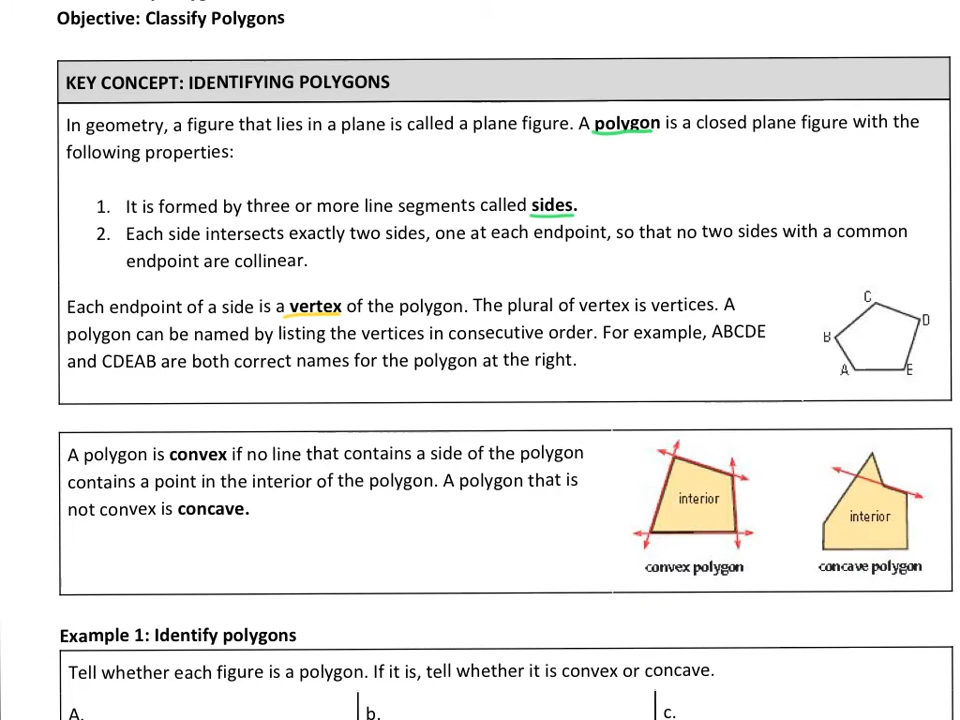 Objective: Classify Polygons
KEY CONCEPT: IDENTIFYING POLYGONS
In geometry, a figure that lies in a plane is called a plane figure. A polygon is a closed plane figure with the
following properties:
1. It is formed by three or more line segments called sides.
2. Each side intersects exactly two sides, one at each endpoint, so that no two sides with a common
endpoint are collinear.
Each endpoint of a side is a vertex of the polygon. The plural of vertex is vertices. A
polygon can be named by listing the vertices in consecutive order. For example, ABCDE
and CDEAB are both correct names for the polygon at the right.
C
D
B
A
E
A polygon is convex if no line that contains a side of the polygon
contains a point in the interior of the polygon. A polygon that is
not convex is concave.
interior
interior
convex polygon
concave polygon
Example 1: Identify polygons
Tell whether each figure is a polygon. If it is, tell whether it is convex or concave.
A.
b.
c.